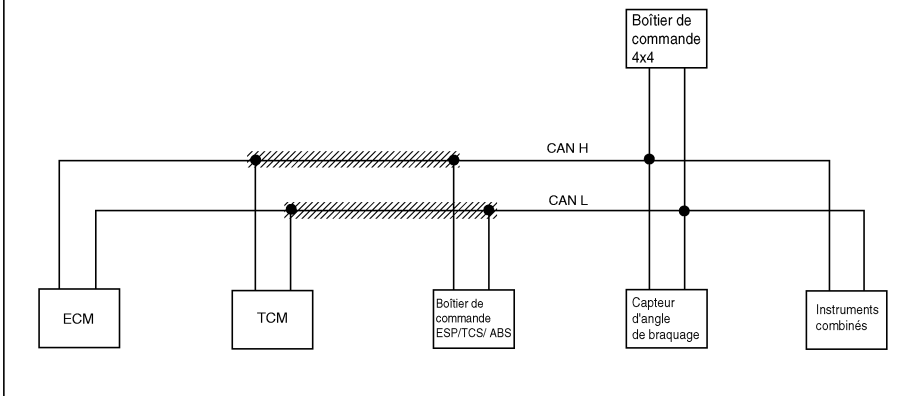 Boîtier de
commande
4x4
CAN H
CAN L
ECM
TCM
Boîtier de
commande
ESP/TCS/ ABS
Capteur
d'angle
de braquage
Instruments
combinés